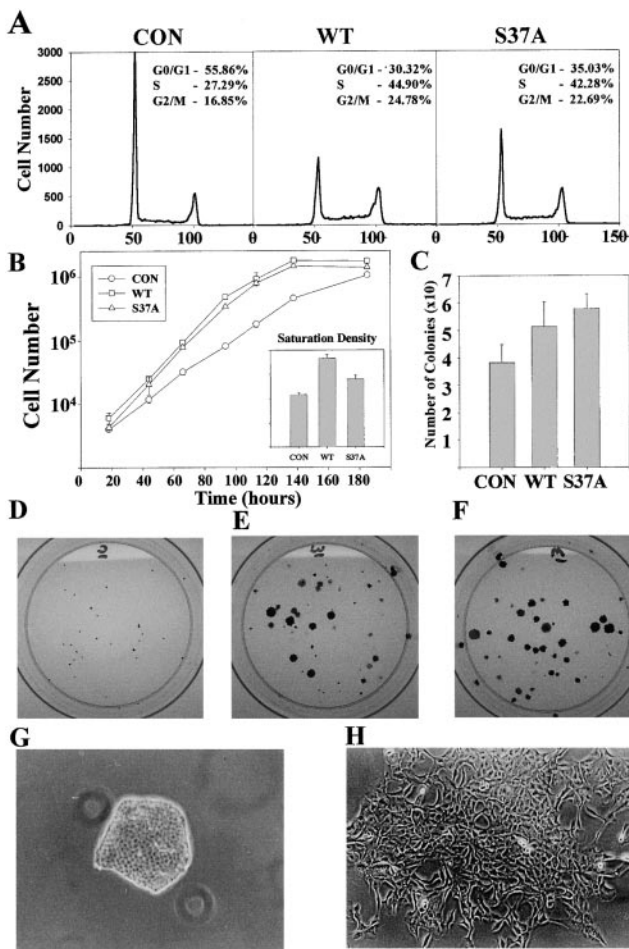 A
CON
WT
S37A
Cell Number
3000
2500
2000
1500
1000
500
0
G0/G1 - 55.86%
S - 27.29%
G2/M - 16.85%
G0/G1 - 30.32%
S - 44.90%
G2/M - 24.78%
G0/G1 - 35.03%
S - 42.28%
G2/M - 22.69%
0 50 100
0 50 100
0 50 100 150
B
Cell Number
10^6
10^5
10^4
CON
WT
S37A
Saturation Density
CON WT S37A
0 20 40 60 80 100 120 140 160 180
Time (hours)
C
Number of Colonies (x10)
7
6
5
4
3
2
1
CON WT S37A
D
E
F
G
H